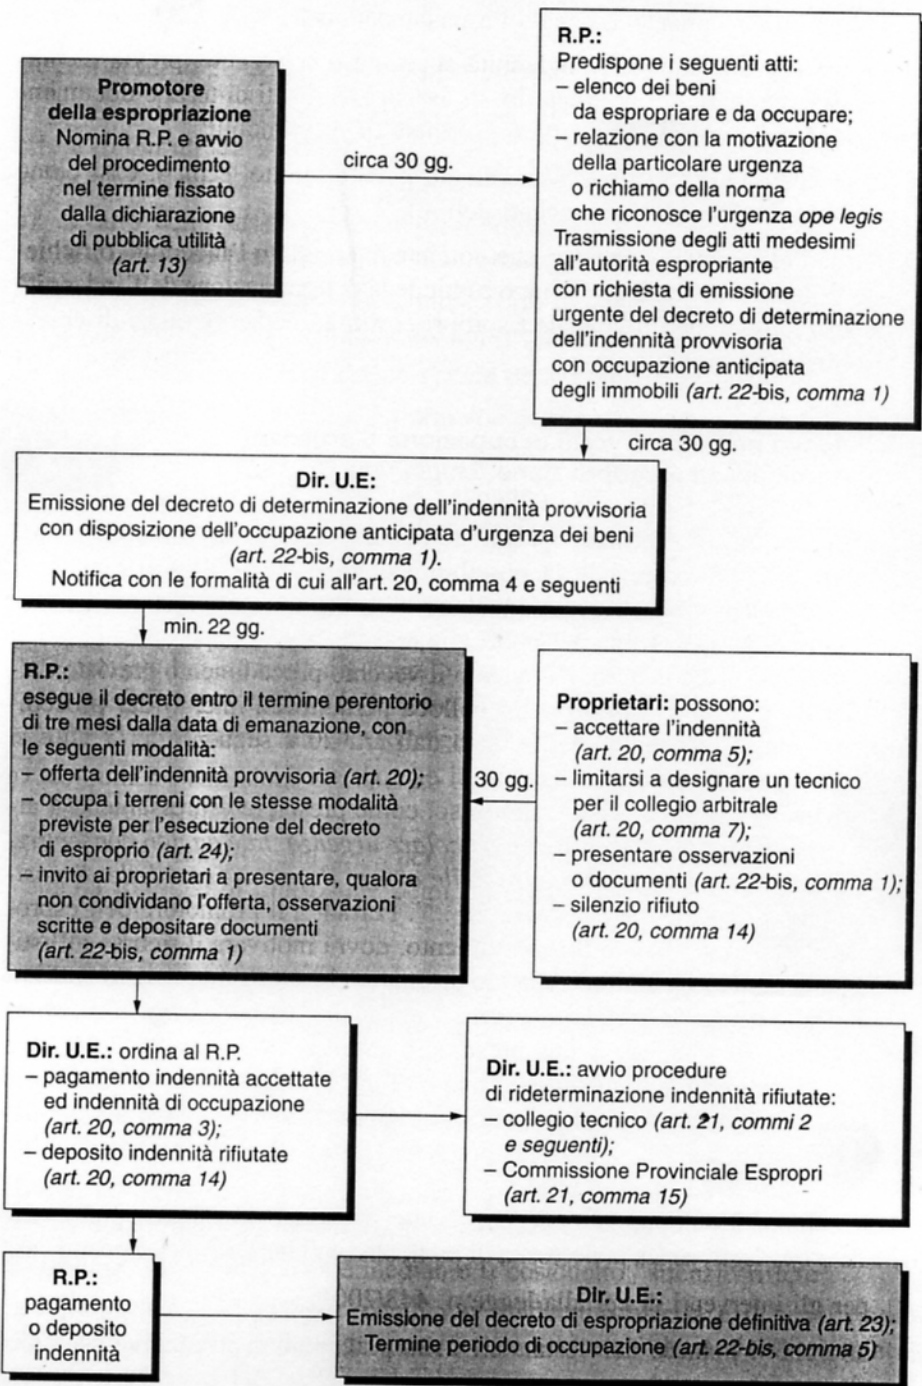 Promotore
della espropriazione
Nomina R.P. e avvio
del procedimento
nel termine fissato
dalla dichiarazione
di pubblica utilità
(art. 13)
circa 30 gg.
R.P.:
Predispone i seguenti atti:
– elenco dei beni
da espropriare e da occupare;
– relazione con la motivazione
della particolare urgenza
o richiamo della norma
che riconosce l'urgenza ope legis
Trasmissione degli atti medesimi
all'autorità espropriante
con richiesta di emissione
urgente del decreto di determinazione
dell'indennità provvisoria
con occupazione anticipata
degli immobili (art. 22-bis, comma 1)
circa 30 gg.
Dir. U.E:
Emissione del decreto di determinazione dell'indennità provvisoria
con disposizione dell'occupazione anticipata d'urgenza dei beni
(art. 22-bis, comma 1).
Notifica con le formalità di cui all'art. 20, comma 4 e seguenti
min. 22 gg.
R.P.:
esegue il decreto entro il termine perentorio
di tre mesi dalla data di emanazione, con
le seguenti modalità:
– offerta dell'indennità provvisoria (art. 20);
– occupa i terreni con le stesse modalità
previste per l'esecuzione del decreto
di esproprio (art. 24);
– invito ai proprietari a presentare, qualora
non condividano l'offerta, osservazioni
scritte e depositare documenti
(art. 22-bis, comma 1)
30 gg.
Proprietari: possono:
– accettare l'indennità
(art. 20, comma 5);
– limitarsi a designare un tecnico
per il collegio arbitrale
(art. 20, comma 7);
– presentare osservazioni
o documenti (art. 22-bis, comma 1);
– silenzio rifiuto
(art. 20, comma 14)
Dir. U.E.: ordina al R.P.
– pagamento indennità accettate
ed indennità di occupazione
(art. 20, comma 3);
– deposito indennità rifiutate
(art. 20, comma 14)
Dir. U.E.: avvio procedure
di rideterminazione indennità rifiutate:
– collegio tecnico (art. 21, commi 2
e seguenti);
– Commissione Provinciale Espropri
(art. 21, comma 15)
R.P.:
pagamento
o deposito
indennità
Dir. U.E.:
Emissione del decreto di espropriazione definitiva (art. 23);
Termine periodo di occupazione (art. 22-bis, comma 5)